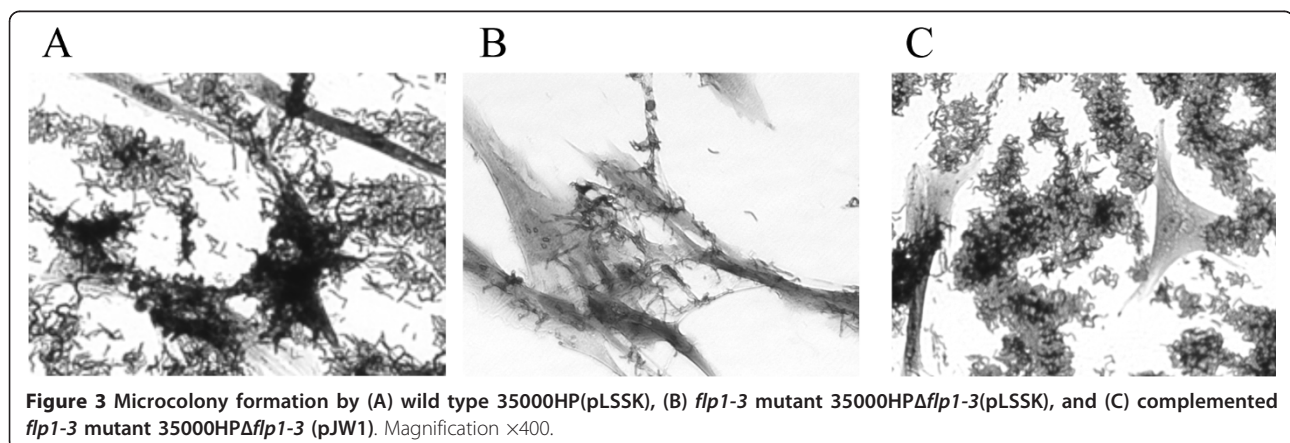 A B C
Figure 3 Microcolony formation by (A) wild type 35000HP(pLSSK), (B) flp1-3 mutant 35000HPΔflp1-3(pLSSK), and (C) complemented
flp1-3 mutant 35000HPΔflp1-3 (pJW1). Magnification ×400.